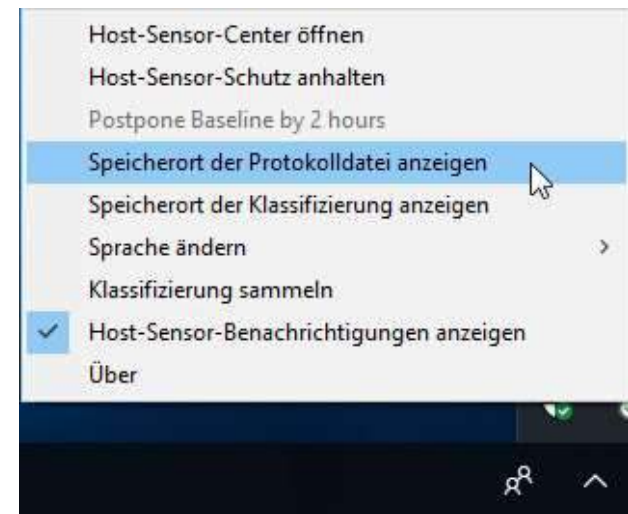 Host-Sensor-Center öffnen
Host-Sensor-Schutz anhalten
Postpone Baseline by 2 hours
Speicherort der Protokolldatei anzeigen
Speicherort der Klassifizierung anzeigen
Sprache ändern
Klassifizierung sammeln
Host-Sensor-Benachrichtigungen anzeigen
Über